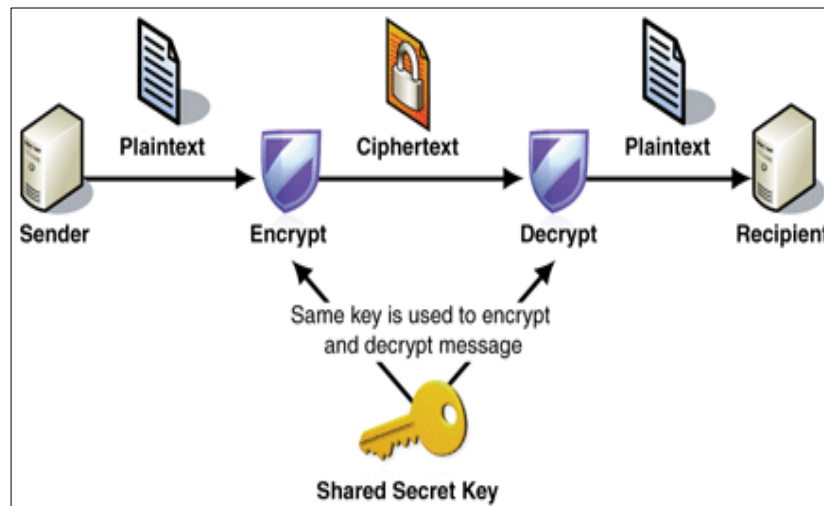 Plaintext
Ciphertext
Plaintext
Sender
Encrypt
Decrypt
Recipient
Same key is used to encrypt
and decrypt message
Shared Secret Key